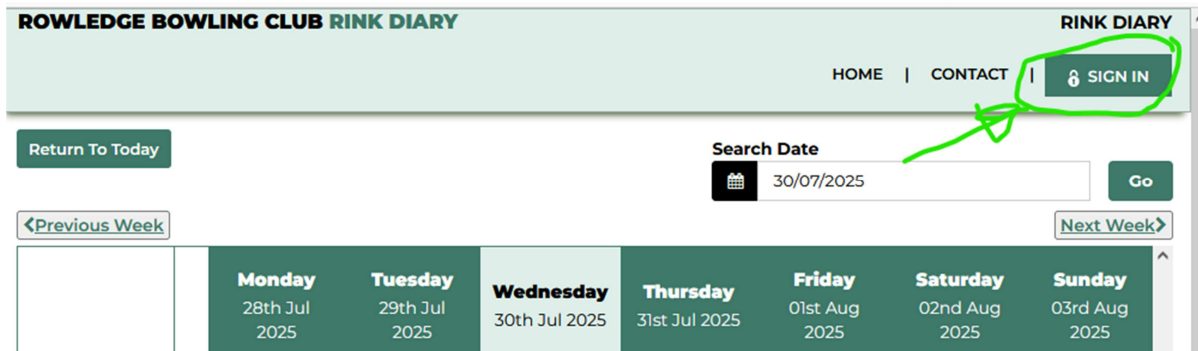 ROWLEDGE BOWLING CLUB RINK DIARY
RINK DIARY
HOME | CONTACT | SIGN IN
Return To Today
Search Date
30/07/2025
Go
Previous Week
Next Week
Monday
28th Jul
2025
Tuesday
29th Jul
2025
Wednesday
30th Jul 2025
Thursday
31st Jul 2025
Friday
01st Aug
2025
Saturday
02nd Aug
2025
Sunday
03rd Aug
2025